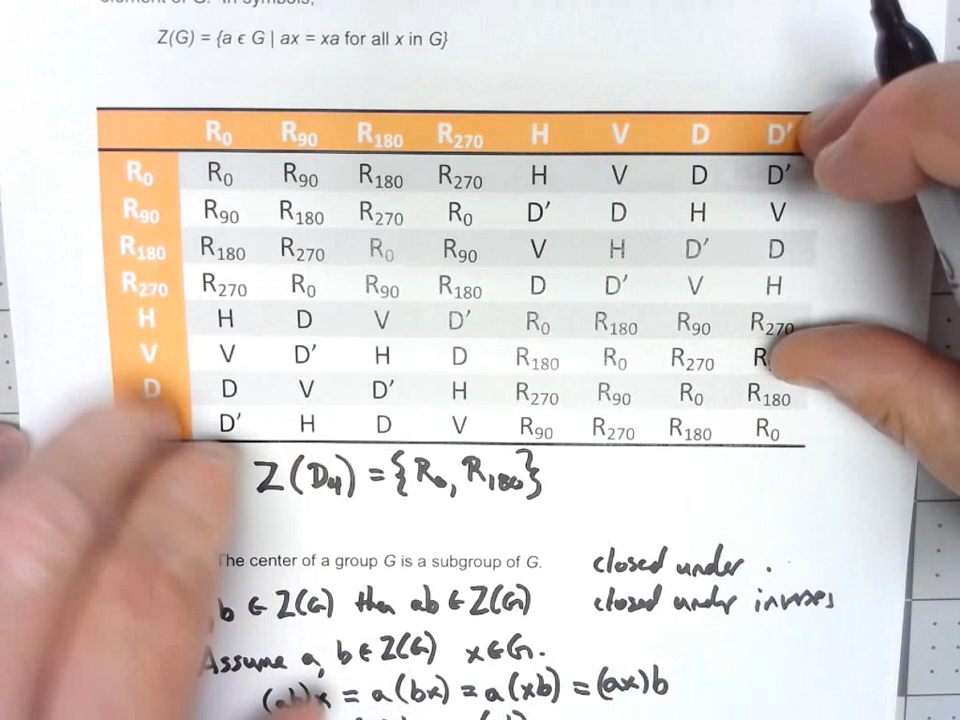 Z(G) = {a ϵ G | ax = xa for all x in G}
R₀ R₉₀ R₁₈₀ R₂₇₀ H V D D'
R₀ R₀ R₉₀ R₁₈₀ R₂₇₀ H V D D'
R₉₀ R₉₀ R₁₈₀ R₂₇₀ R₀ D' D H V
R₁₈₀ R₁₈₀ R₂₇₀ R₀ R₉₀ V H D' D
R₂₇₀ R₂₇₀ R₀ R₉₀ R₁₈₀ D D' V H
H H D V D' R₀ R₁₈₀ R₉₀ R₂₇₀
V V D' H D R₁₈₀ R₀ R₂₇₀ R
D D V D' H R₂₇₀ R₉₀ R₀ R₁₈₀
D' H D V R₉₀ R₂₇₀ R₁₈₀ R₀
Z(D₄) = {R₀, R₁₈₀}
The center of a group G is a subgroup of G. closed under ·
b ∈ Z(G) then ab ∈ Z(G) closed under inverses
Assume a, b ∈ Z(G) x ∈ G.
(ab)x = a(bx) = a(xb) = (ax)b